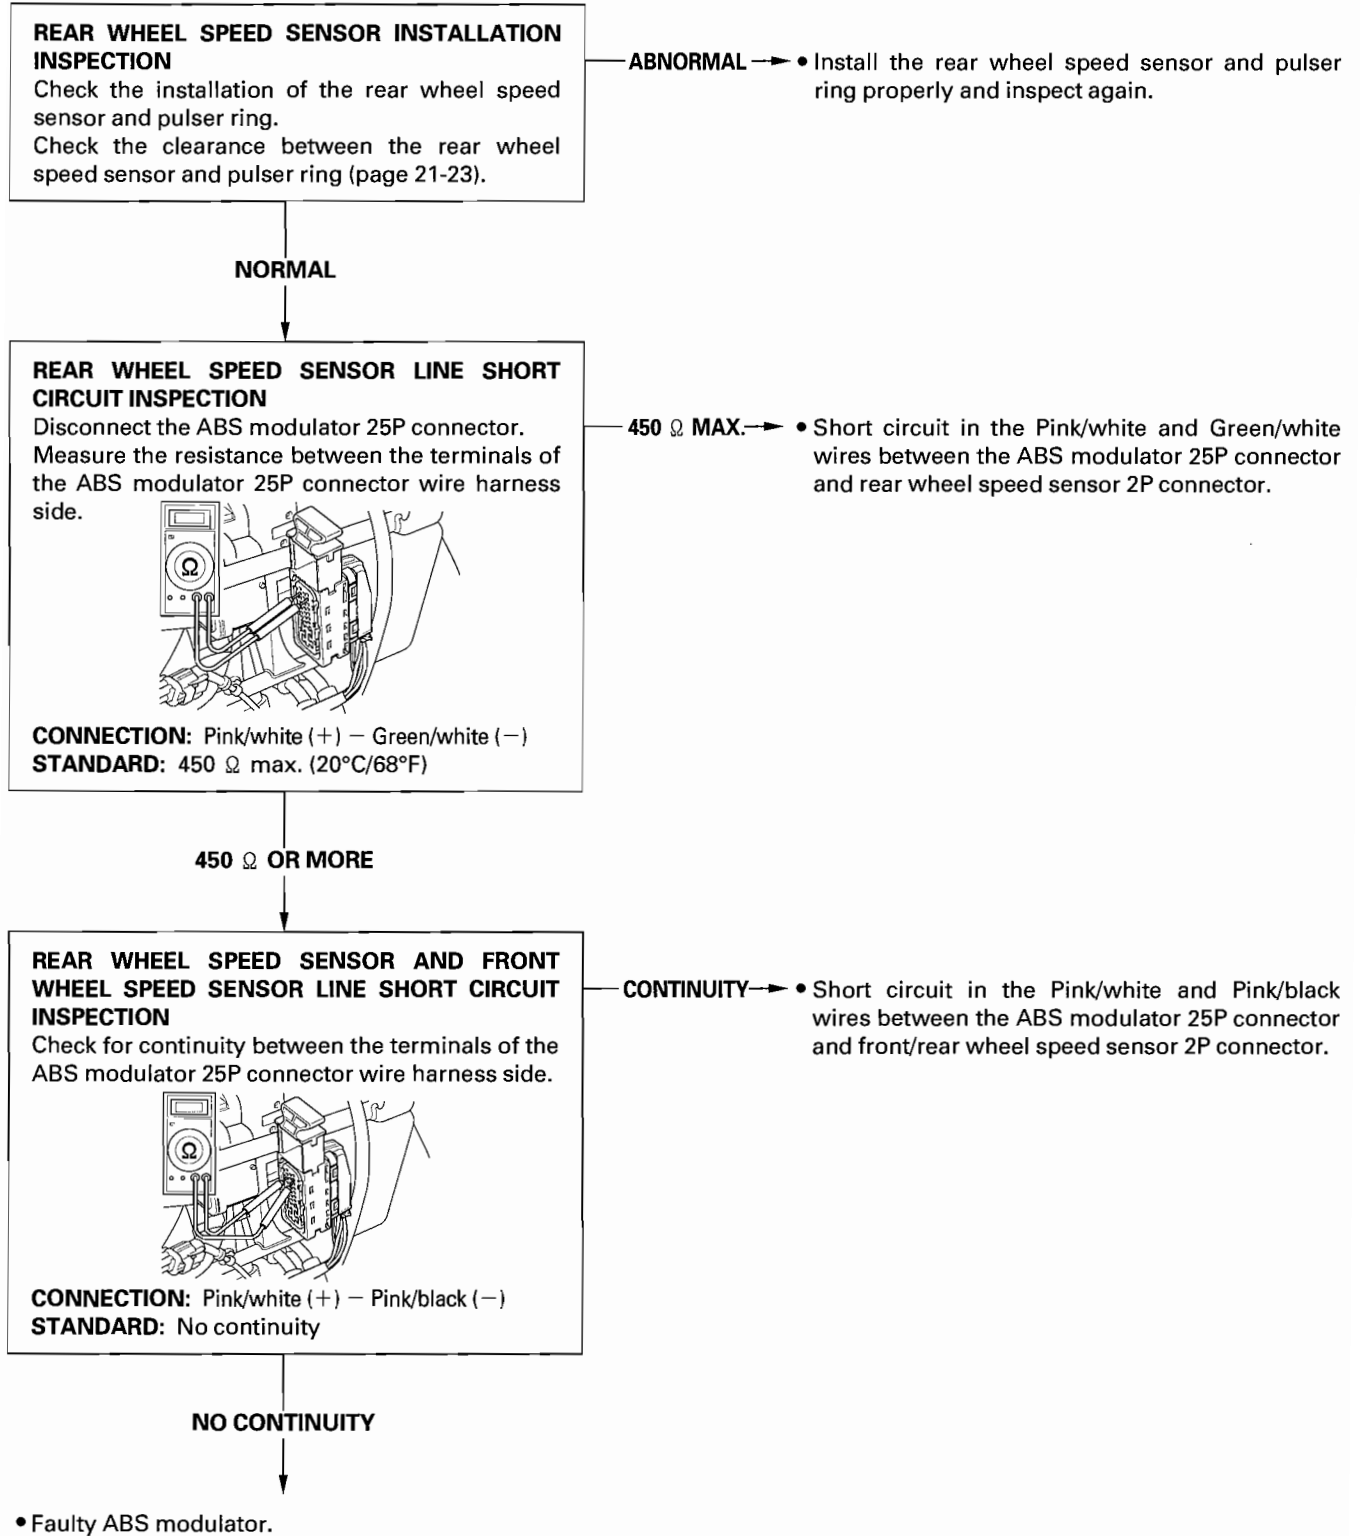 REAR WHEEL SPEED SENSOR INSTALLATION
INSPECTION
Check the installation of the rear wheel speed
sensor and pulser ring.
Check the clearance between the rear wheel
speed sensor and pulser ring (page 21-23).
ABNORMAL
• Install the rear wheel speed sensor and pulser
ring properly and inspect again.
NORMAL
REAR WHEEL SPEED SENSOR LINE SHORT
CIRCUIT INSPECTION
Disconnect the ABS modulator 25P connector.
Measure the resistance between the terminals of
the ABS modulator 25P connector wire harness
side.
Ω
CONNECTION: Pink/white (+) − Green/white (−)
STANDARD: 450 Ω max. (20°C/68°F)
450 Ω MAX.
• Short circuit in the Pink/white and Green/white
wires between the ABS modulator 25P connector
and rear wheel speed sensor 2P connector.
450 Ω OR MORE
REAR WHEEL SPEED SENSOR AND FRONT
WHEEL SPEED SENSOR LINE SHORT CIRCUIT
INSPECTION
Check for continuity between the terminals of the
ABS modulator 25P connector wire harness side.
Ω
CONNECTION: Pink/white (+) − Pink/black (−)
STANDARD: No continuity
CONTINUITY
• Short circuit in the Pink/white and Pink/black
wires between the ABS modulator 25P connector
and front/rear wheel speed sensor 2P connector.
NO CONTINUITY
• Faulty ABS modulator.